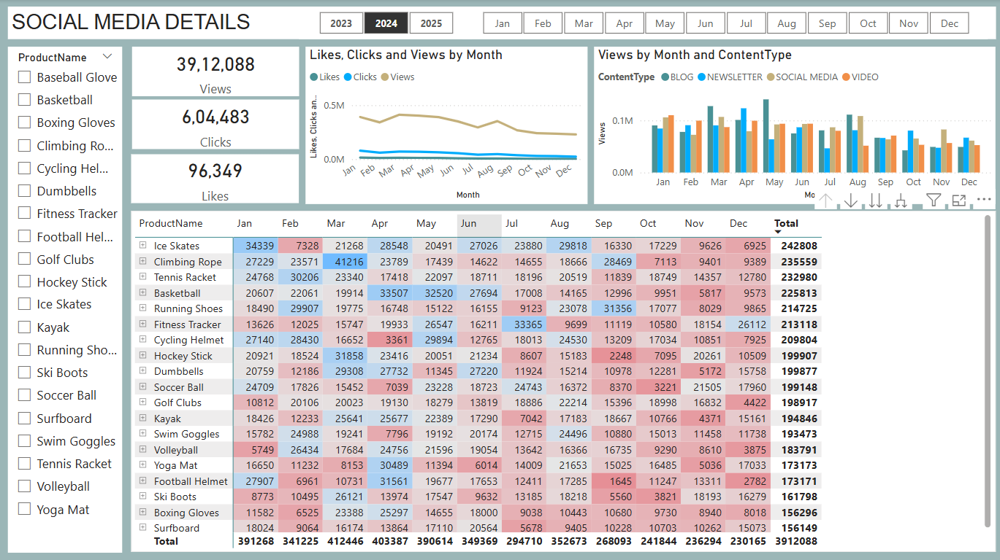 SOCIAL MEDIA DETAILS
2023 2024 2025 Jan Feb Mar Apr May Jun Jul Aug Sep Oct Nov Dec
ProductName
Baseball Glove
Basketball
Boxing Gloves
Climbing Ro...
Cycling Hel...
Dumbbells
Fitness Tracker
Football Hel...
Golf Clubs
Hockey Stick
Ice Skates
Kayak
Running Sho...
Ski Boots
Soccer Ball
Surfboard
Swim Goggles
Tennis Racket
Volleyball
Yoga Mat
39,12,088
Views
6,04,483
Clicks
96,349
Likes
Likes, Clicks and Views by Month
Likes Clicks Views
Likes, Clicks an...
0.5M
0.0M
Jan Feb Mar Apr May Jun Jul Aug Sep Oct Nov Dec
Month
Views by Month and ContentType
ContentType BLOG NEWSLETTER SOCIAL MEDIA VIDEO
Views
0.1M
0.0M
Jan Feb Mar Apr May Jun Jul Aug Sep Oct Nov Dec
Mo
ProductName Jan Feb Mar Apr May Jun Jul Aug Sep Oct Nov Dec Total
Ice Skates 34339 7328 21268 28548 20491 27026 23880 29818 16330 17229 9626 6925 242808
Climbing Rope 27229 23571 41216 23789 17439 14622 14655 18666 28469 7113 9401 9389 235559
Tennis Racket 24768 30206 23340 17418 22097 18711 18196 20519 11839 18749 14357 12780 232980
Basketball 20607 22061 19914 33507 32520 27694 17008 14165 12996 9951 5817 9573 225813
Running Shoes 18490 29907 19775 16748 15122 16155 9123 23078 31356 17077 8029 9865 214725
Fitness Tracker 13626 12025 15747 19933 26547 16211 33365 9699 11119 10580 18154 26112 213118
Cycling Helmet 27140 28430 16652 3361 29894 12765 18013 24530 13209 17034 10851 7925 209804
Hockey Stick 20921 18524 31858 23416 20051 21234 8607 15183 2248 7095 20261 10509 199907
Dumbbells 20759 12186 29308 27732 11345 27220 11924 15214 10978 12281 5172 15758 199877
Soccer Ball 24709 17826 15452 7039 23228 18723 24743 16372 8370 3221 21505 17960 199148
Golf Clubs 10812 20106 20023 19130 18279 13819 18886 22214 15396 18998 16832 4422 198917
Kayak 18426 12233 25641 25677 22389 17290 7042 17183 18667 10766 4371 15161 194846
Swim Goggles 15782 24988 19241 7796 19192 20174 12715 24496 10880 15013 11458 11738 193473
Volleyball 5749 26434 17684 24756 21596 19054 13642 16366 16735 9290 8610 3875 183791
Yoga Mat 16650 11232 8153 30489 11394 6014 14009 21653 15025 16485 5036 17033 173173
Football Helmet 27907 6961 10731 31561 19677 17653 12411 17285 1645 11247 13311 2782 173171
Ski Boots 8773 10495 26121 13974 17547 9632 13185 18218 5560 3821 18193 16279 161798
Boxing Gloves 11582 6525 23388 25297 14655 18000 9038 10443 10680 9730 8940 8018 156296
Surfboard 18024 9064 16174 13864 17110 20564 5678 9405 10228 10703 10262 15073 156149
Total 391268 341225 412446 403387 390614 349369 294710 352673 268093 241844 236294 230165 3912088